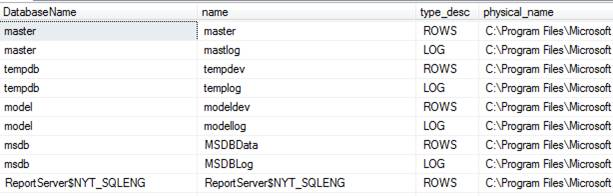 DatabaseName name type_desc physical_name
master master ROWS C:\Program Files\Microsoft
master mastlog LOG C:\Program Files\Microsoft
tempdb tempdev ROWS C:\Program Files\Microsoft
tempdb templog LOG C:\Program Files\Microsoft
model modeldev ROWS C:\Program Files\Microsoft
model modellog LOG C:\Program Files\Microsoft
msdb MSDBData ROWS C:\Program Files\Microsoft
msdb MSDBLog LOG C:\Program Files\Microsoft
ReportServer$NYT_SQLENG ReportServer$NYT_SQLENG ROWS C:\Program Files\Microsoft